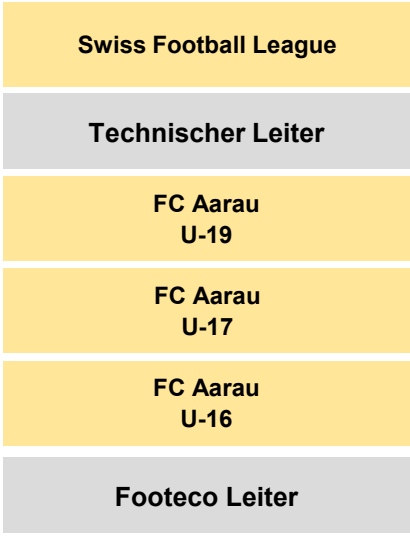 Swiss Football League
Technischer Leiter
FC Aarau
U-19
FC Aarau
U-17
FC Aarau
U-16
Footeco Leiter